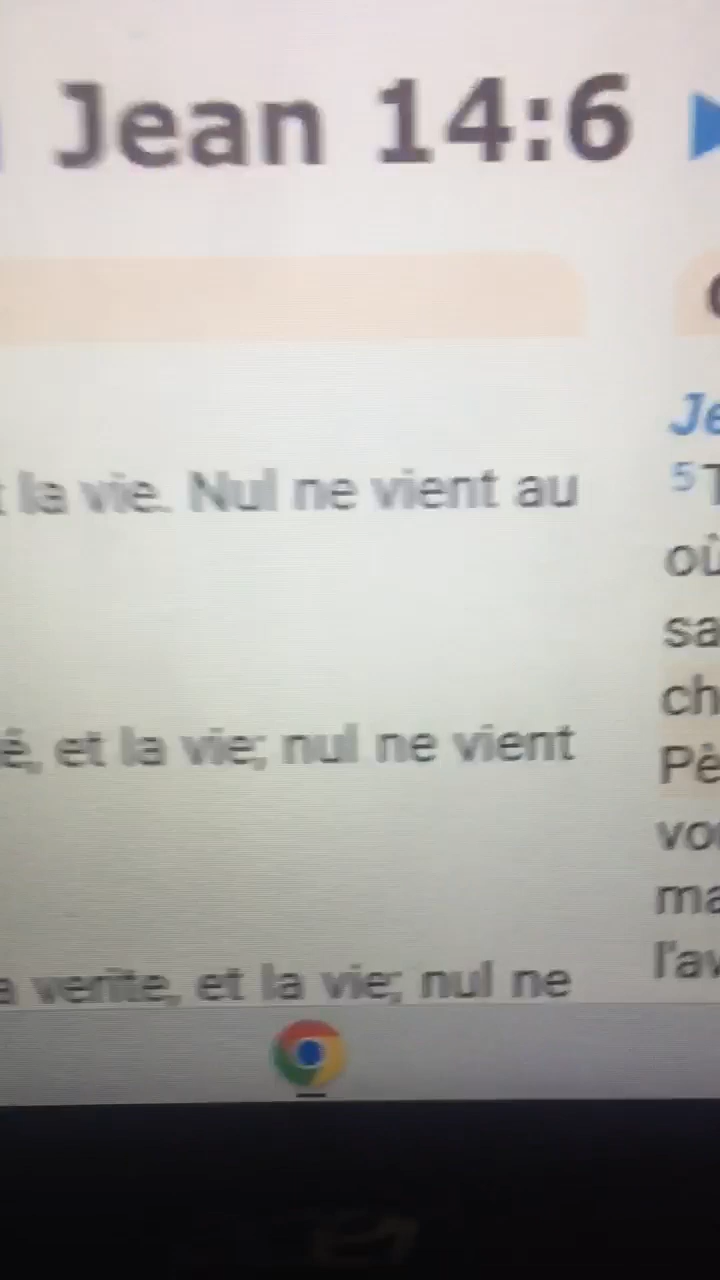 Jean 14:6
la vie. Nul ne vient au
et la vie; nul ne vient
verite, et la vie; nul ne
Je
5 T
où
sa
ch
Pè
vo
ma
l'av